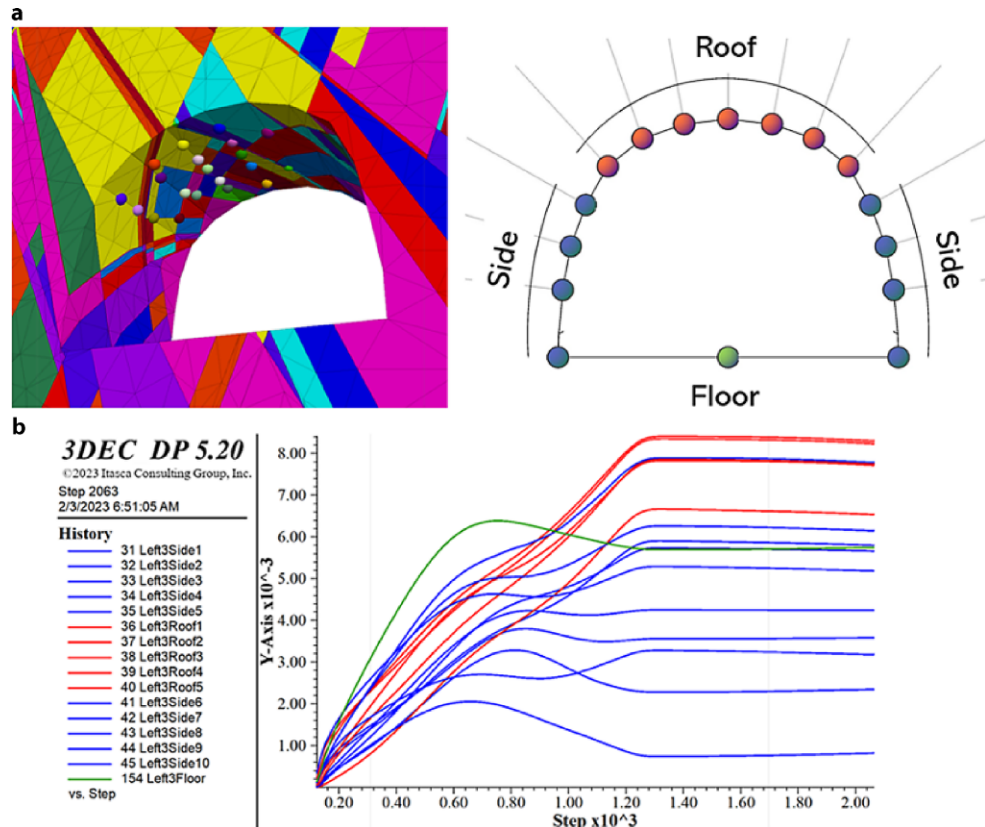 a
Roof
Side
Side
Floor
b
3DEC DP 5.20
©2023 Itasca Consulting Group, Inc.
Step 2063
2/3/2023 6:51:05 AM
History
31 Left3Side1
32 Left3Side2
33 Left3Side3
34 Left3Side4
35 Left3Side5
36 Left3Roof1
37 Left3Roof2
38 Left3Roof3
39 Left3Roof4
40 Left3Roof5
41 Left3Side6
42 Left3Side7
43 Left3Side8
44 Left3Side9
45 Left3Side10
154 Left3Floor
vs. Step
Y-Axis x10^-3
8.00
7.00
6.00
5.00
4.00
3.00
2.00
1.00
0.20 0.40 0.60 0.80 1.00 1.20 1.40 1.60 1.80 2.00
Step x10^3